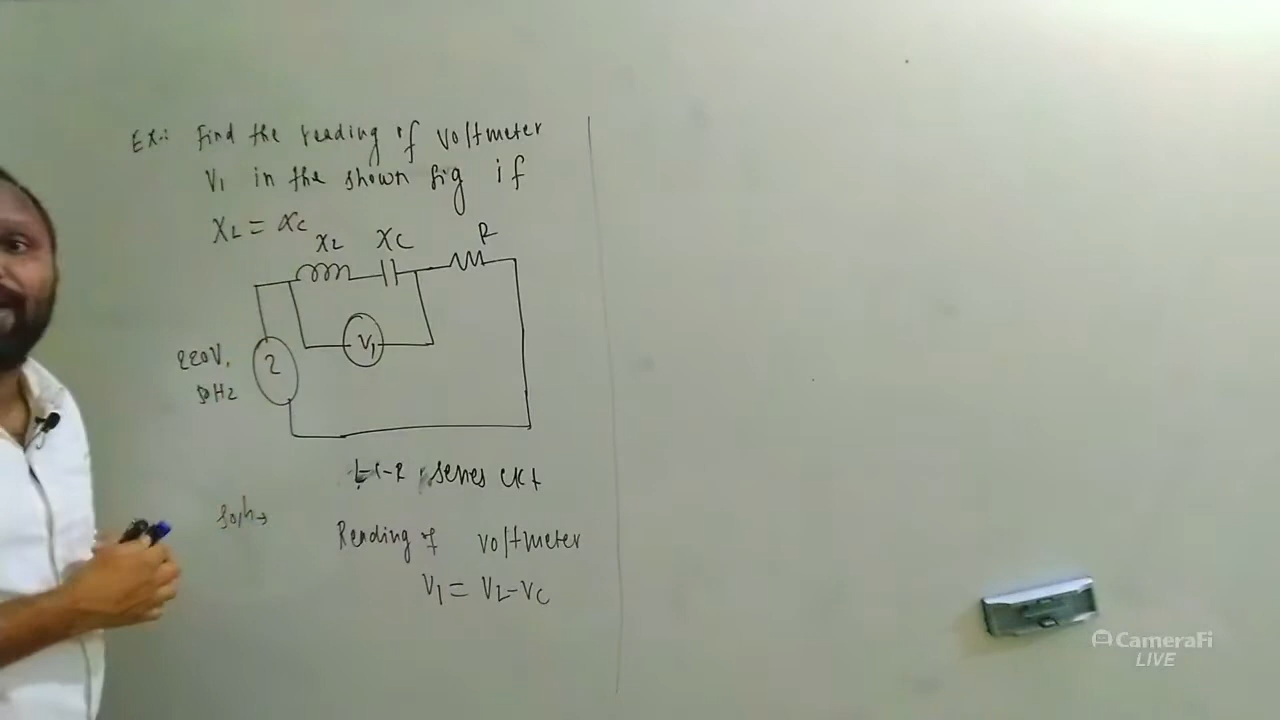 Ex:- Find the reading of voltmeter
V1 in the shown fig if
XL = XC
XL XC R
V1
220V,
50Hz
L-C-R series ckt
Soln→
Reading of voltmeter
V1 = VL-VC
CameraFi
LIVE